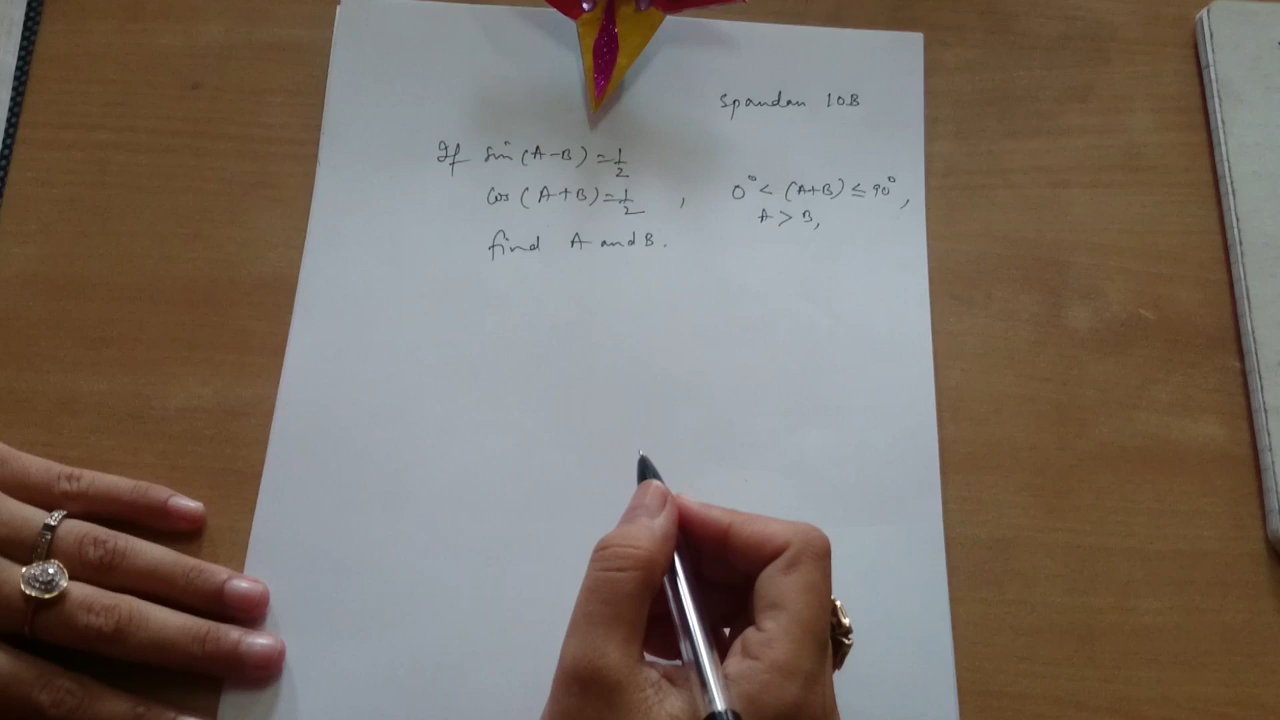 Spandan 10B
If sin(A-B)=1/2
cos(A+B)=1/2, 0°<(A+B)≤90°,
A>B,
find A and B.